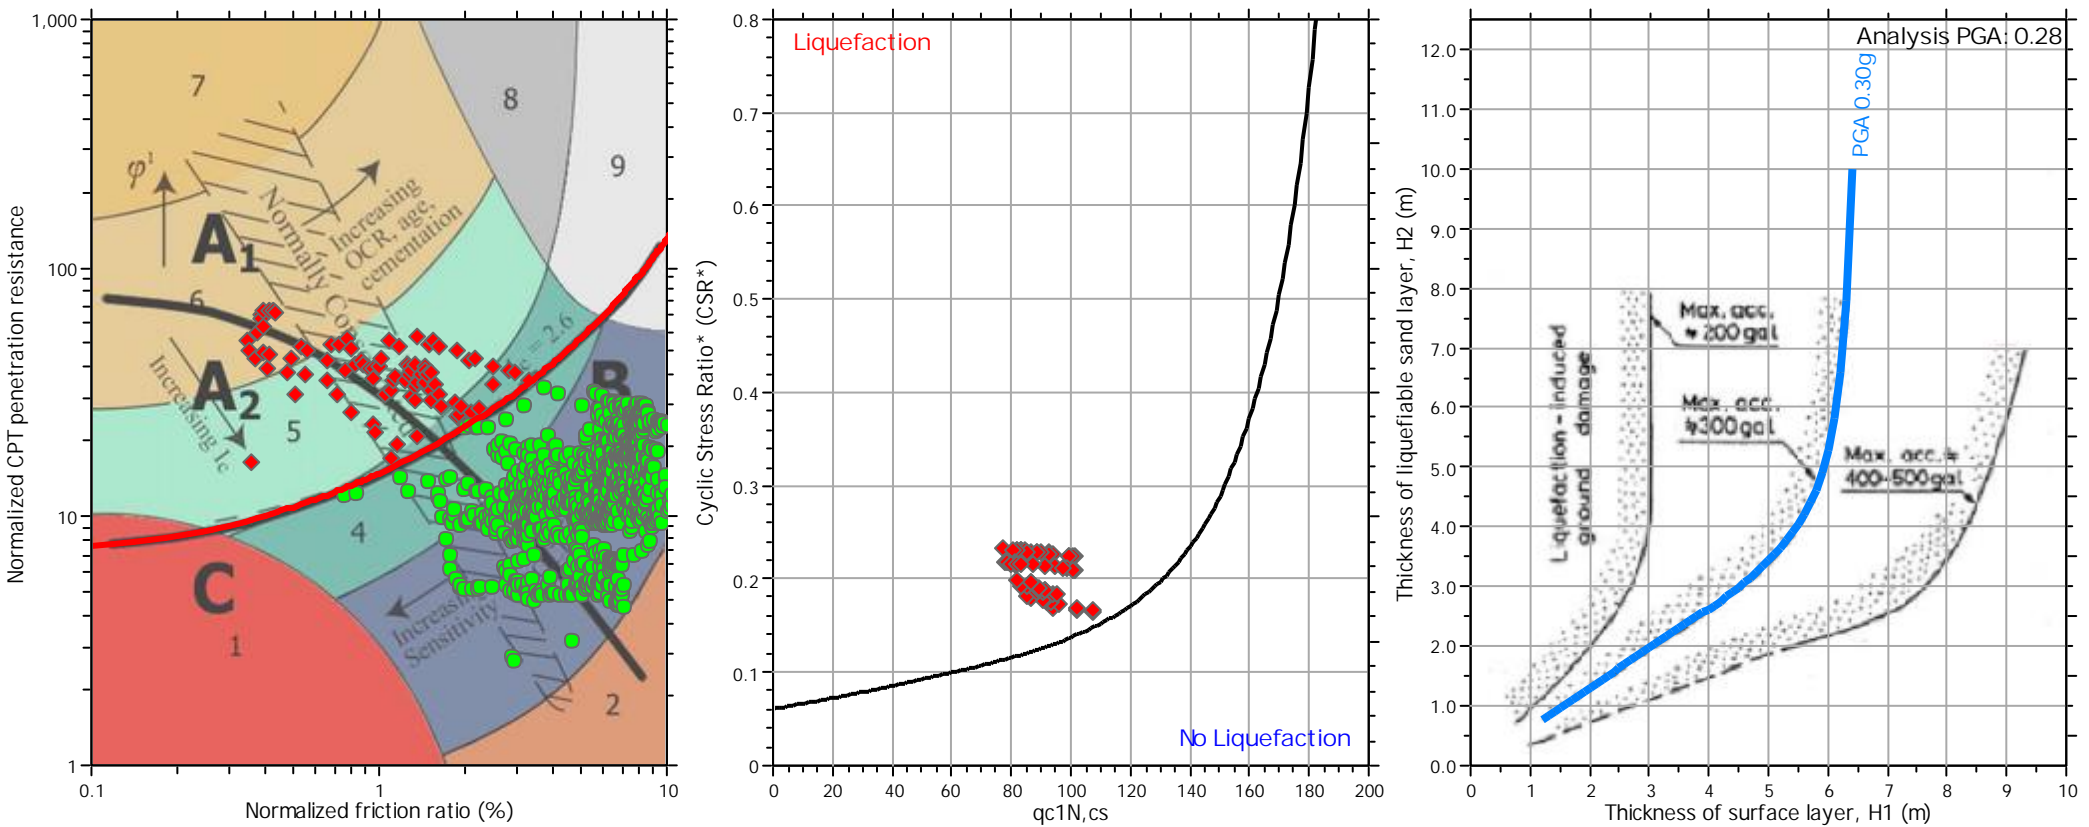 1,000
100
10
1
0.1
1
10
Normalized CPT penetration resistance
Normalized friction ratio (%)
7
8
9
φ'
A1
6
A2
5
4
B
C
1
2
Normally
Increasing
OCR, age,
cementation
Increasing Ic
= 2.6
Increasing
Sensitivity
0.8
0.7
0.6
0.5
0.4
0.3
0.2
0.1
0
0
20
40
60
80
100
120
140
160
180
200
Cyclic Stress Ratio* (CSR*)
qc1N,cs
Liquefaction
No Liquefaction
Analysis PGA: 0.28
PGA 0.30g
12.0
11.0
10.0
9.0
8.0
7.0
6.0
5.0
4.0
3.0
2.0
1.0
0.0
0
1
2
3
4
5
6
7
8
9
10
Thickness of liquefiable sand layer, H2 (m)
Thickness of surface layer, H1 (m)
Liquefaction – induced
ground damage
Max. acc.
≒ 200 gal
Max. acc.
≒ 300 gal
Max. acc. ≒
400~500 gal